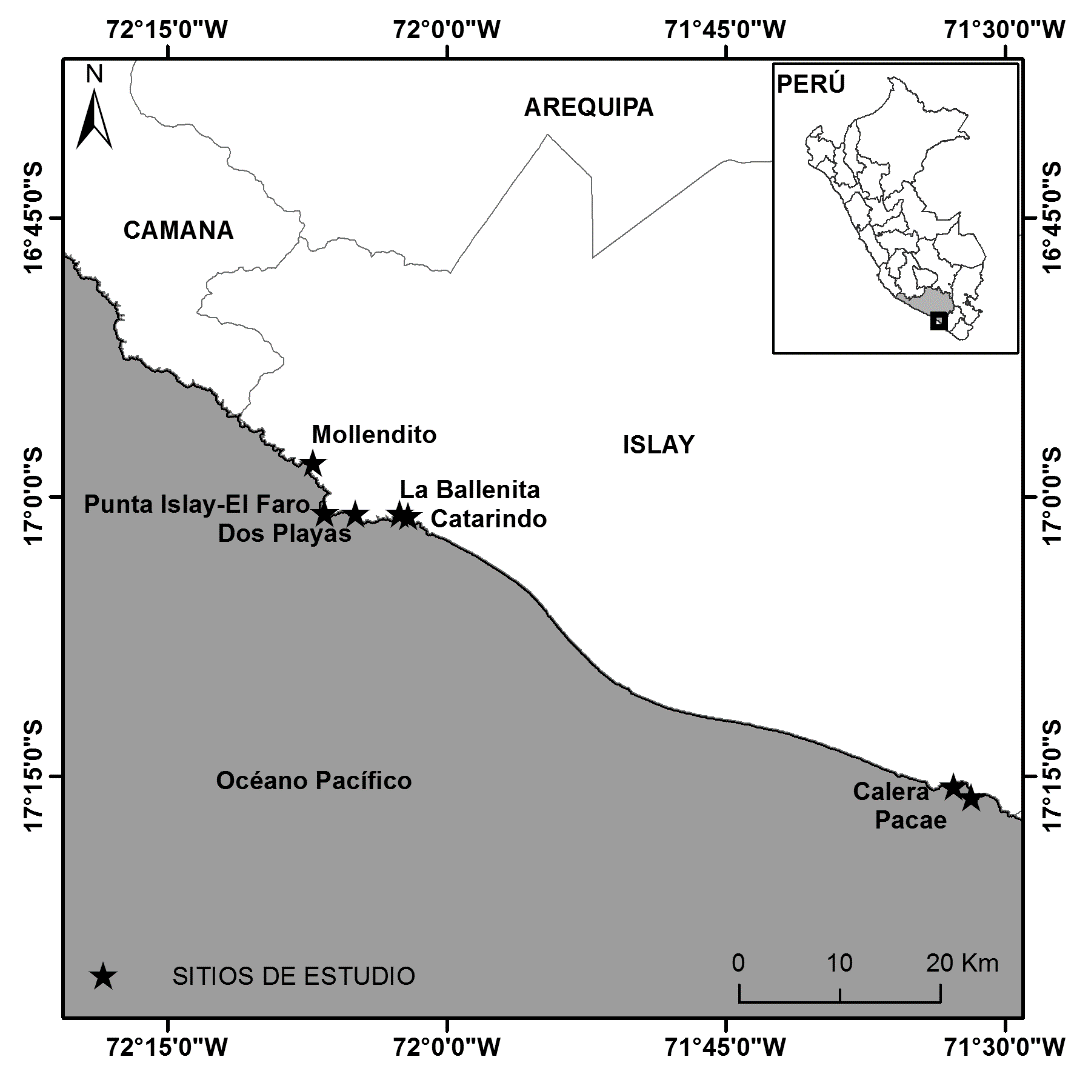 72°15'0"W 72°0'0"W 71°45'0"W 71°30'0"W
N
PERÚ
AREQUIPA
16°45'0"S
16°45'0"S
CAMANA
Mollendito
ISLAY
17°0'0"S
17°0'0"S
La Ballenita
Punta Islay-El Faro
Catarindo
Dos Playas
17°15'0"S
17°15'0"S
Océano Pacífico
Calera
Pacae
SITIOS DE ESTUDIO
0 10 20 Km
72°15'0"W 72°0'0"W 71°45'0"W 71°30'0"W